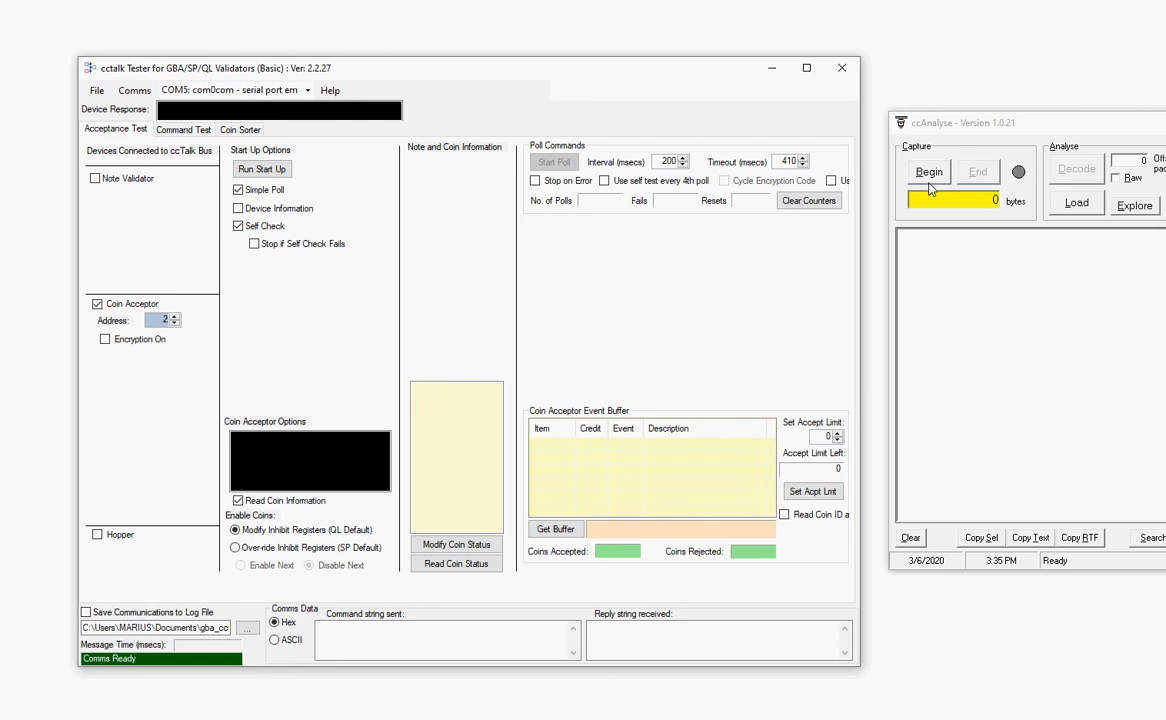 cctalk Tester for GBA/SP/QL Validators (Basic) : Ver: 2.2.27
File Comms COM5: com0com - serial port em Help
Device Response:
Acceptance Test Command Test Coin Sorter
Devices Connected to ccTalk Bus
Note Validator
Coin Acceptor
Address: 2
Encryption On
Hopper
Start Up Options
Run Start Up
Simple Poll
Device Information
Self Check
Stop if Self Check Fails
Coin Acceptor Options
Read Coin Information
Enable Coins:
Modify Inhibit Registers (QL Default)
Over-ride Inhibit Registers (SP Default)
Enable Next Disable Next
Note and Coin Information
Modify Coin Status
Read Coin Status
Poll Commands
Start Poll Interval (msecs) 200 Timeout (msecs) 410
Stop on Error Use self test every 4th poll Cycle Encryption Code Us
No. of Polls Fails Resets Clear Counters
Coin Acceptor Event Buffer
Item Credit Event Description
Set Accept Limit:
0
Accept Limit Left:
0
Set Acpt Lmt
Read Coin ID a
Get Buffer
Coins Accepted: Coins Rejected:
Save Communications to Log File
C:\Users\MARIUS\Documents\gba_cc ...
Message Time (msecs):
Comms Ready
Comms Data
Hex
ASCII
Command string sent:
Reply string received:
ccAnalyse - Version 1.0.21
Capture
Begin End
0 bytes
Analyse
Decode 0 Off
Raw pac
Load Explore
Clear Copy Sel Copy Text Copy RTF Search
3/6/2020 3:35 PM Ready